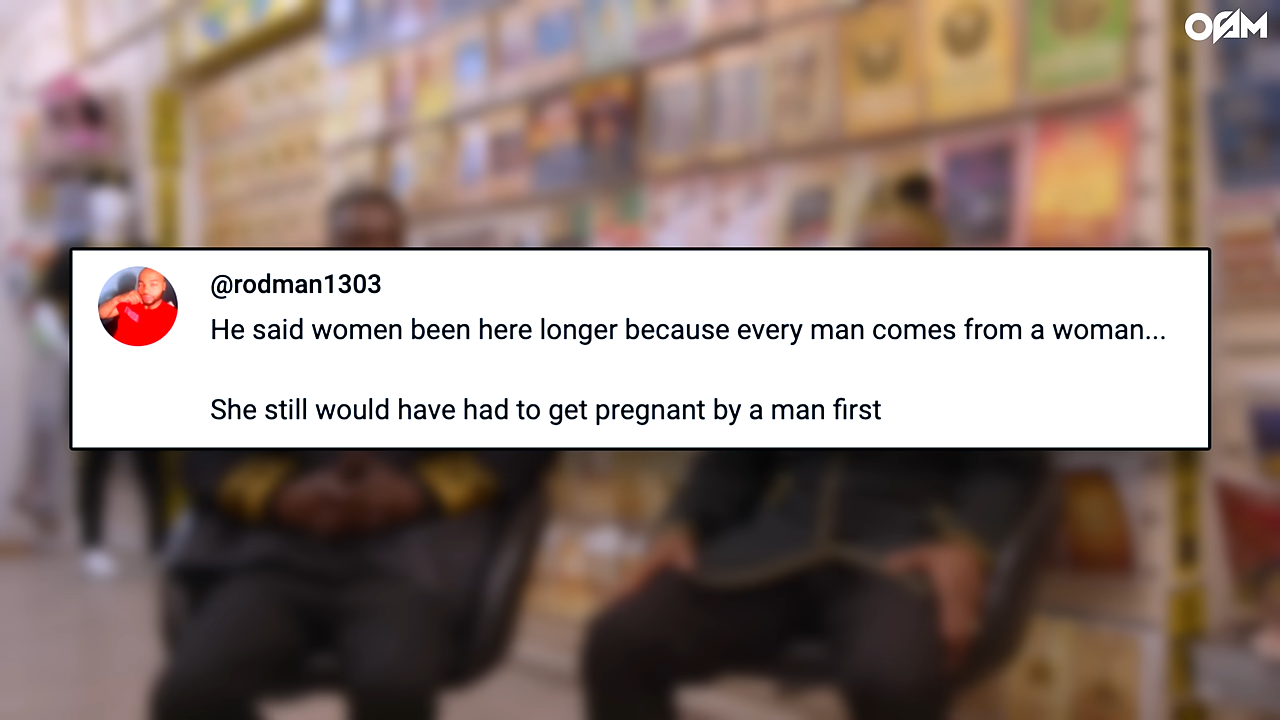 OSM
@rodman1303
He said women been here longer because every man comes from a woman...
She still would have had to get pregnant by a man first